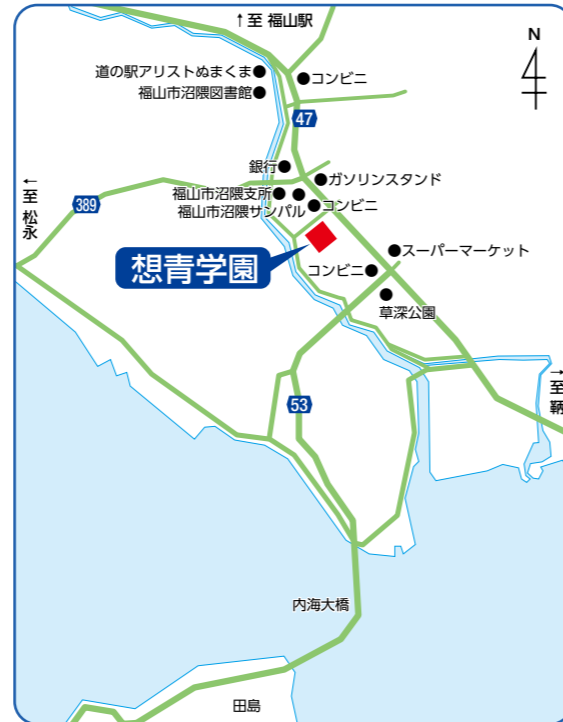 ↑至 福山駅
N
道の駅アリストぬまくま
コンビニ
福山市沼隈図書館
47
銀行
ガソリンスタンド
←至 松永
389
福山市沼隈支所
コンビニ
福山市沼隈サンパル
想青学園
スーパーマーケット
コンビニ
草深公園
→至 鞆
53
内海大橋
田島